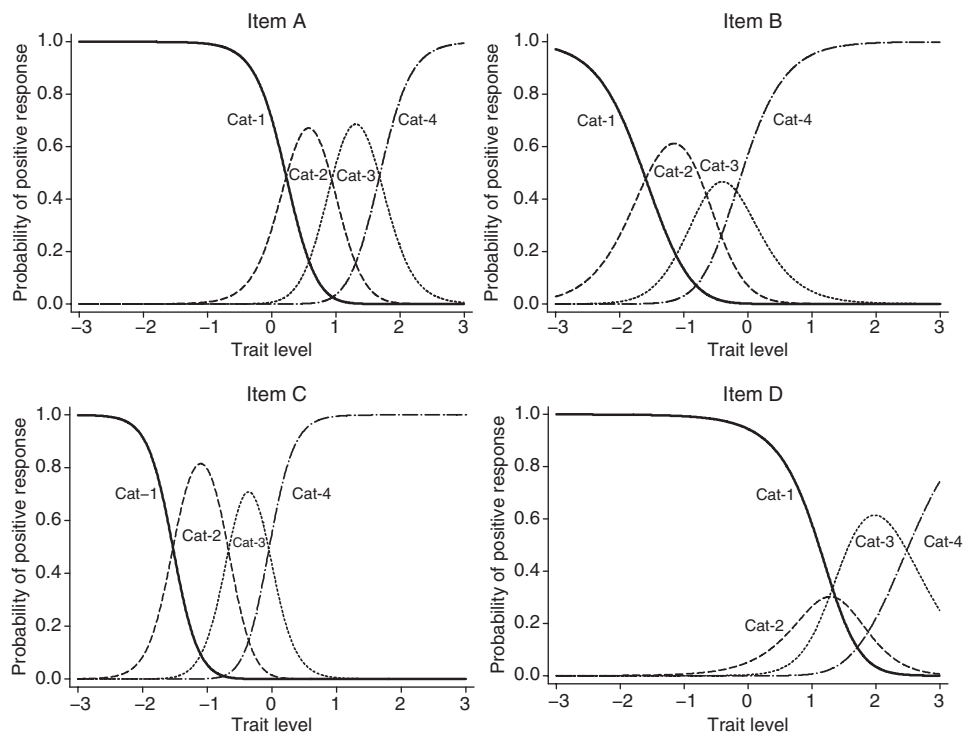 Item A
Probability of positive response
1.0
0.8
0.6
0.4
0.2
0.0
Cat-1
Cat-2
Cat-3
Cat-4
−3 −2 −1 0 1 2 3
Trait level
Item B
Probability of positive response
1.0
0.8
0.6
0.4
0.2
0.0
Cat-1
Cat-2
Cat-3
Cat-4
−3 −2 −1 0 1 2 3
Trait level
Item C
Probability of positive response
1.0
0.8
0.6
0.4
0.2
0.0
Cat−1
Cat-2
Cat-3
Cat-4
−3 −2 −1 0 1 2 3
Trait level
Item D
Probability of positive response
1.0
0.8
0.6
0.4
0.2
0.0
Cat-1
Cat-2
Cat-3
Cat-4
−3 −2 −1 0 1 2 3
Trait level